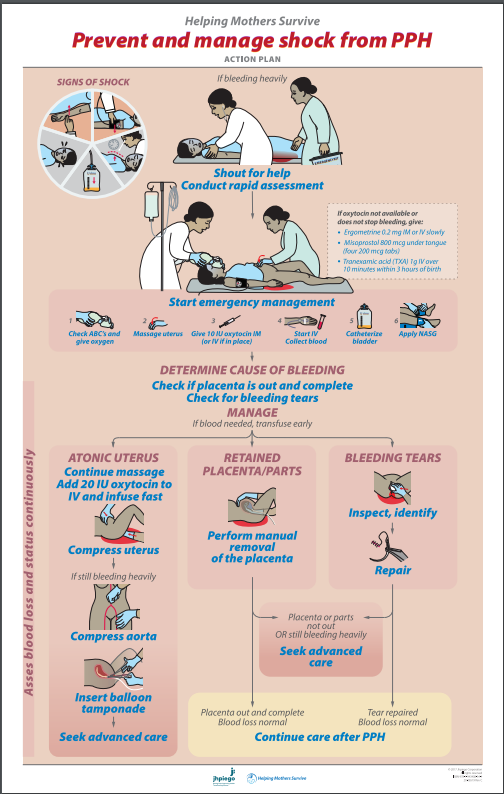 Helping Mothers Survive
Prevent and manage shock from PPH
ACTION PLAN
SIGNS OF SHOCK
If bleeding heavily
Shout for help
Conduct rapid assessment
If oxytocin not available or
does not stop bleeding, give:
• Ergometrine 0.2 mg IM or IV slowly
• Misoprostol 800 mcg under tongue
(four 200 mcg tabs)
• Tranexamic acid (TXA) 1g IV over
10 minutes within 3 hours of birth
Start emergency management
1
Check ABC's and
give oxygen
2
Massage uterus
3
Give 10 IU oxytocin IM
(or IV if in place)
4
Start IV
Collect blood
5
Catheterize
bladder
6
Apply NASG
DETERMINE CAUSE OF BLEEDING
Check if placenta is out and complete
Check for bleeding tears
MANAGE
If blood needed, transfuse early
Asses blood loss and status continuously
ATONIC UTERUS
Continue massage
Add 20 IU oxytocin to
IV and infuse fast
Compress uterus
If still bleeding heavily
Compress aorta
Insert balloon
tamponade
Seek advanced care
RETAINED
PLACENTA/PARTS
Perform manual
removal
of the placenta
BLEEDING TEARS
Inspect, identify
Repair
Placenta or parts
not out
OR still bleeding heavily
Seek advanced
care
Placenta out and complete
Blood loss normal
Tear repaired
Blood loss normal
Continue care after PPH
jhpiego
Helping Mothers Survive